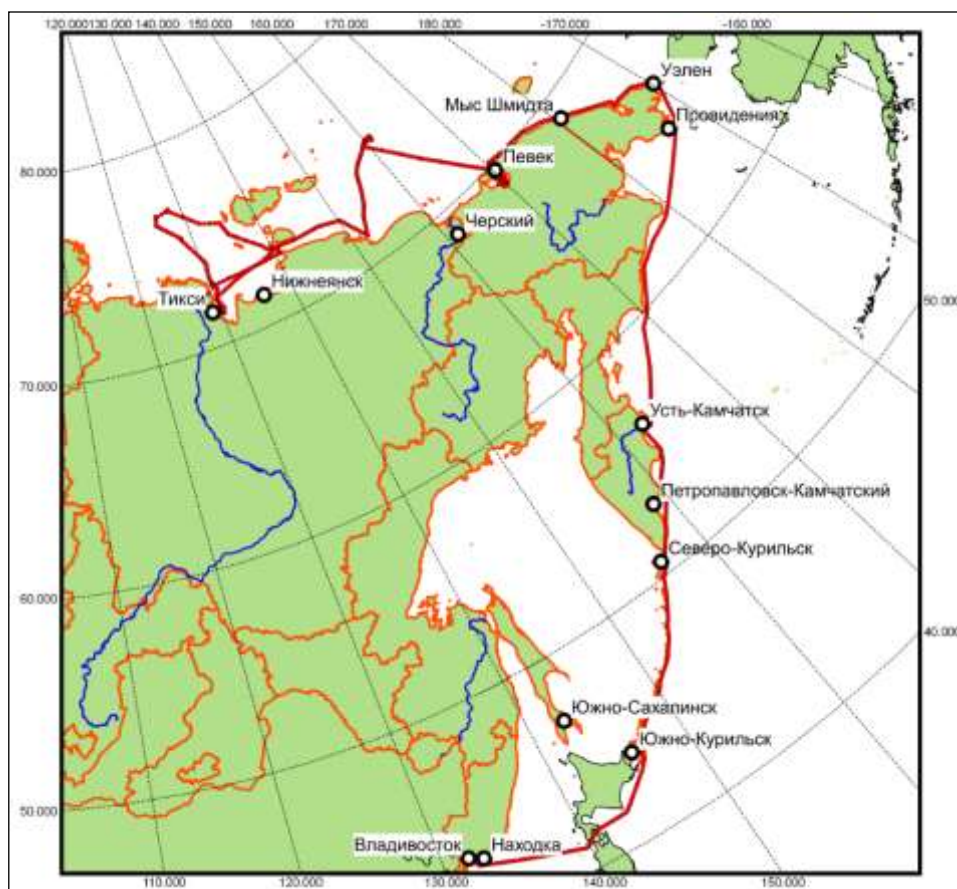 120.000 130.000 140.000 150.000 160.000 170.000 180.000 -170.000 -160.000
Уэлен
Мыс Шмидта
Провидения
Певек
80.000
Черский
Нижнеянск
Тикси
50.000
70.000
Усть-Камчатск
Петропавловск-Камчатский
Северо-Курильск
60.000
40.000
Южно-Сахалинск
Южно-Курильск
50.000
Владивосток
Находка
110.000 120.000 130.000 140.000 150.000